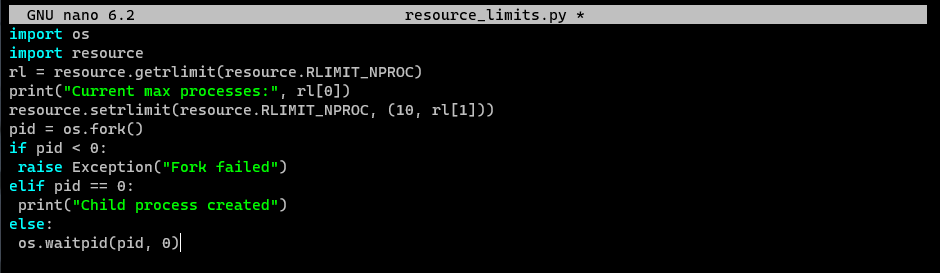 GNU nano 6.2 resource_limits.py *
import os
import resource
rl = resource.getrlimit(resource.RLIMIT_NPROC)
print("Current max processes:", rl[0])
resource.setrlimit(resource.RLIMIT_NPROC, (10, rl[1]))
pid = os.fork()
if pid < 0:
 raise Exception("Fork failed")
elif pid == 0:
 print("Child process created")
else:
 os.waitpid(pid, 0)